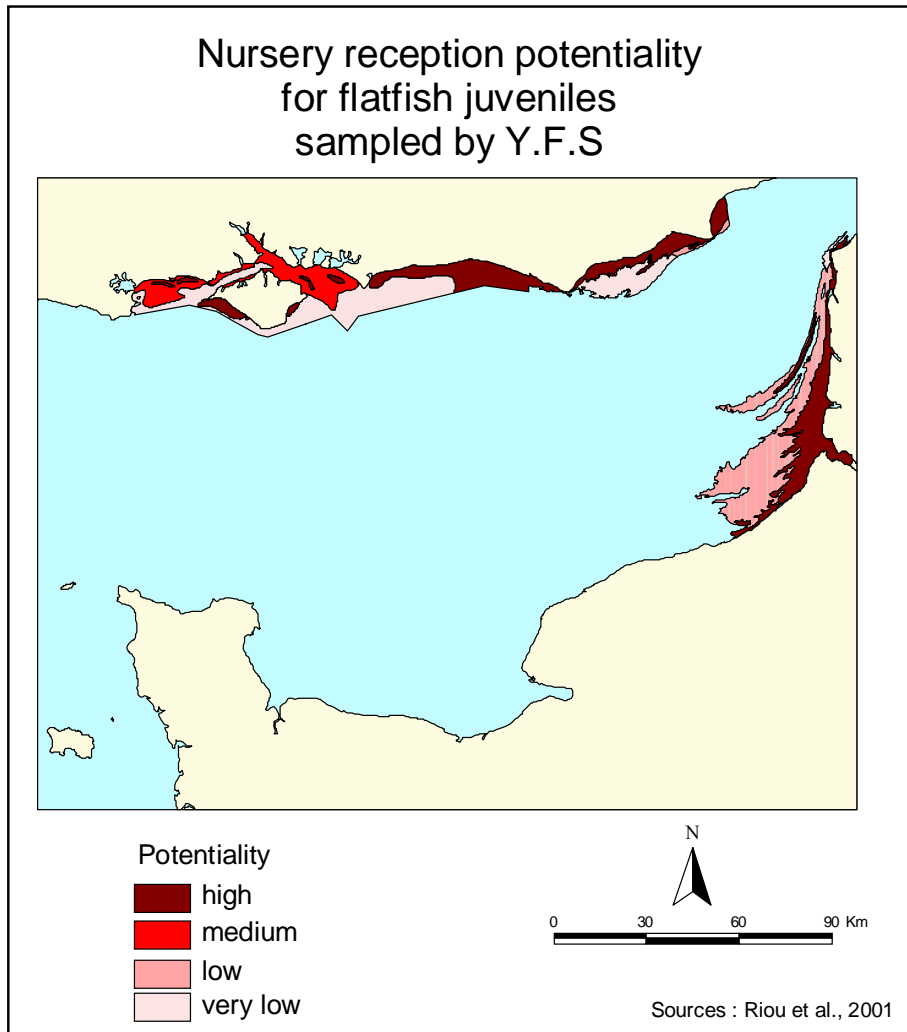 Nursery reception potentiality
for flatfish juveniles
sampled by Y.F.S
Potentiality
high
medium
low
very low
N
0 30 60 90 Km
Sources : Riou et al., 2001